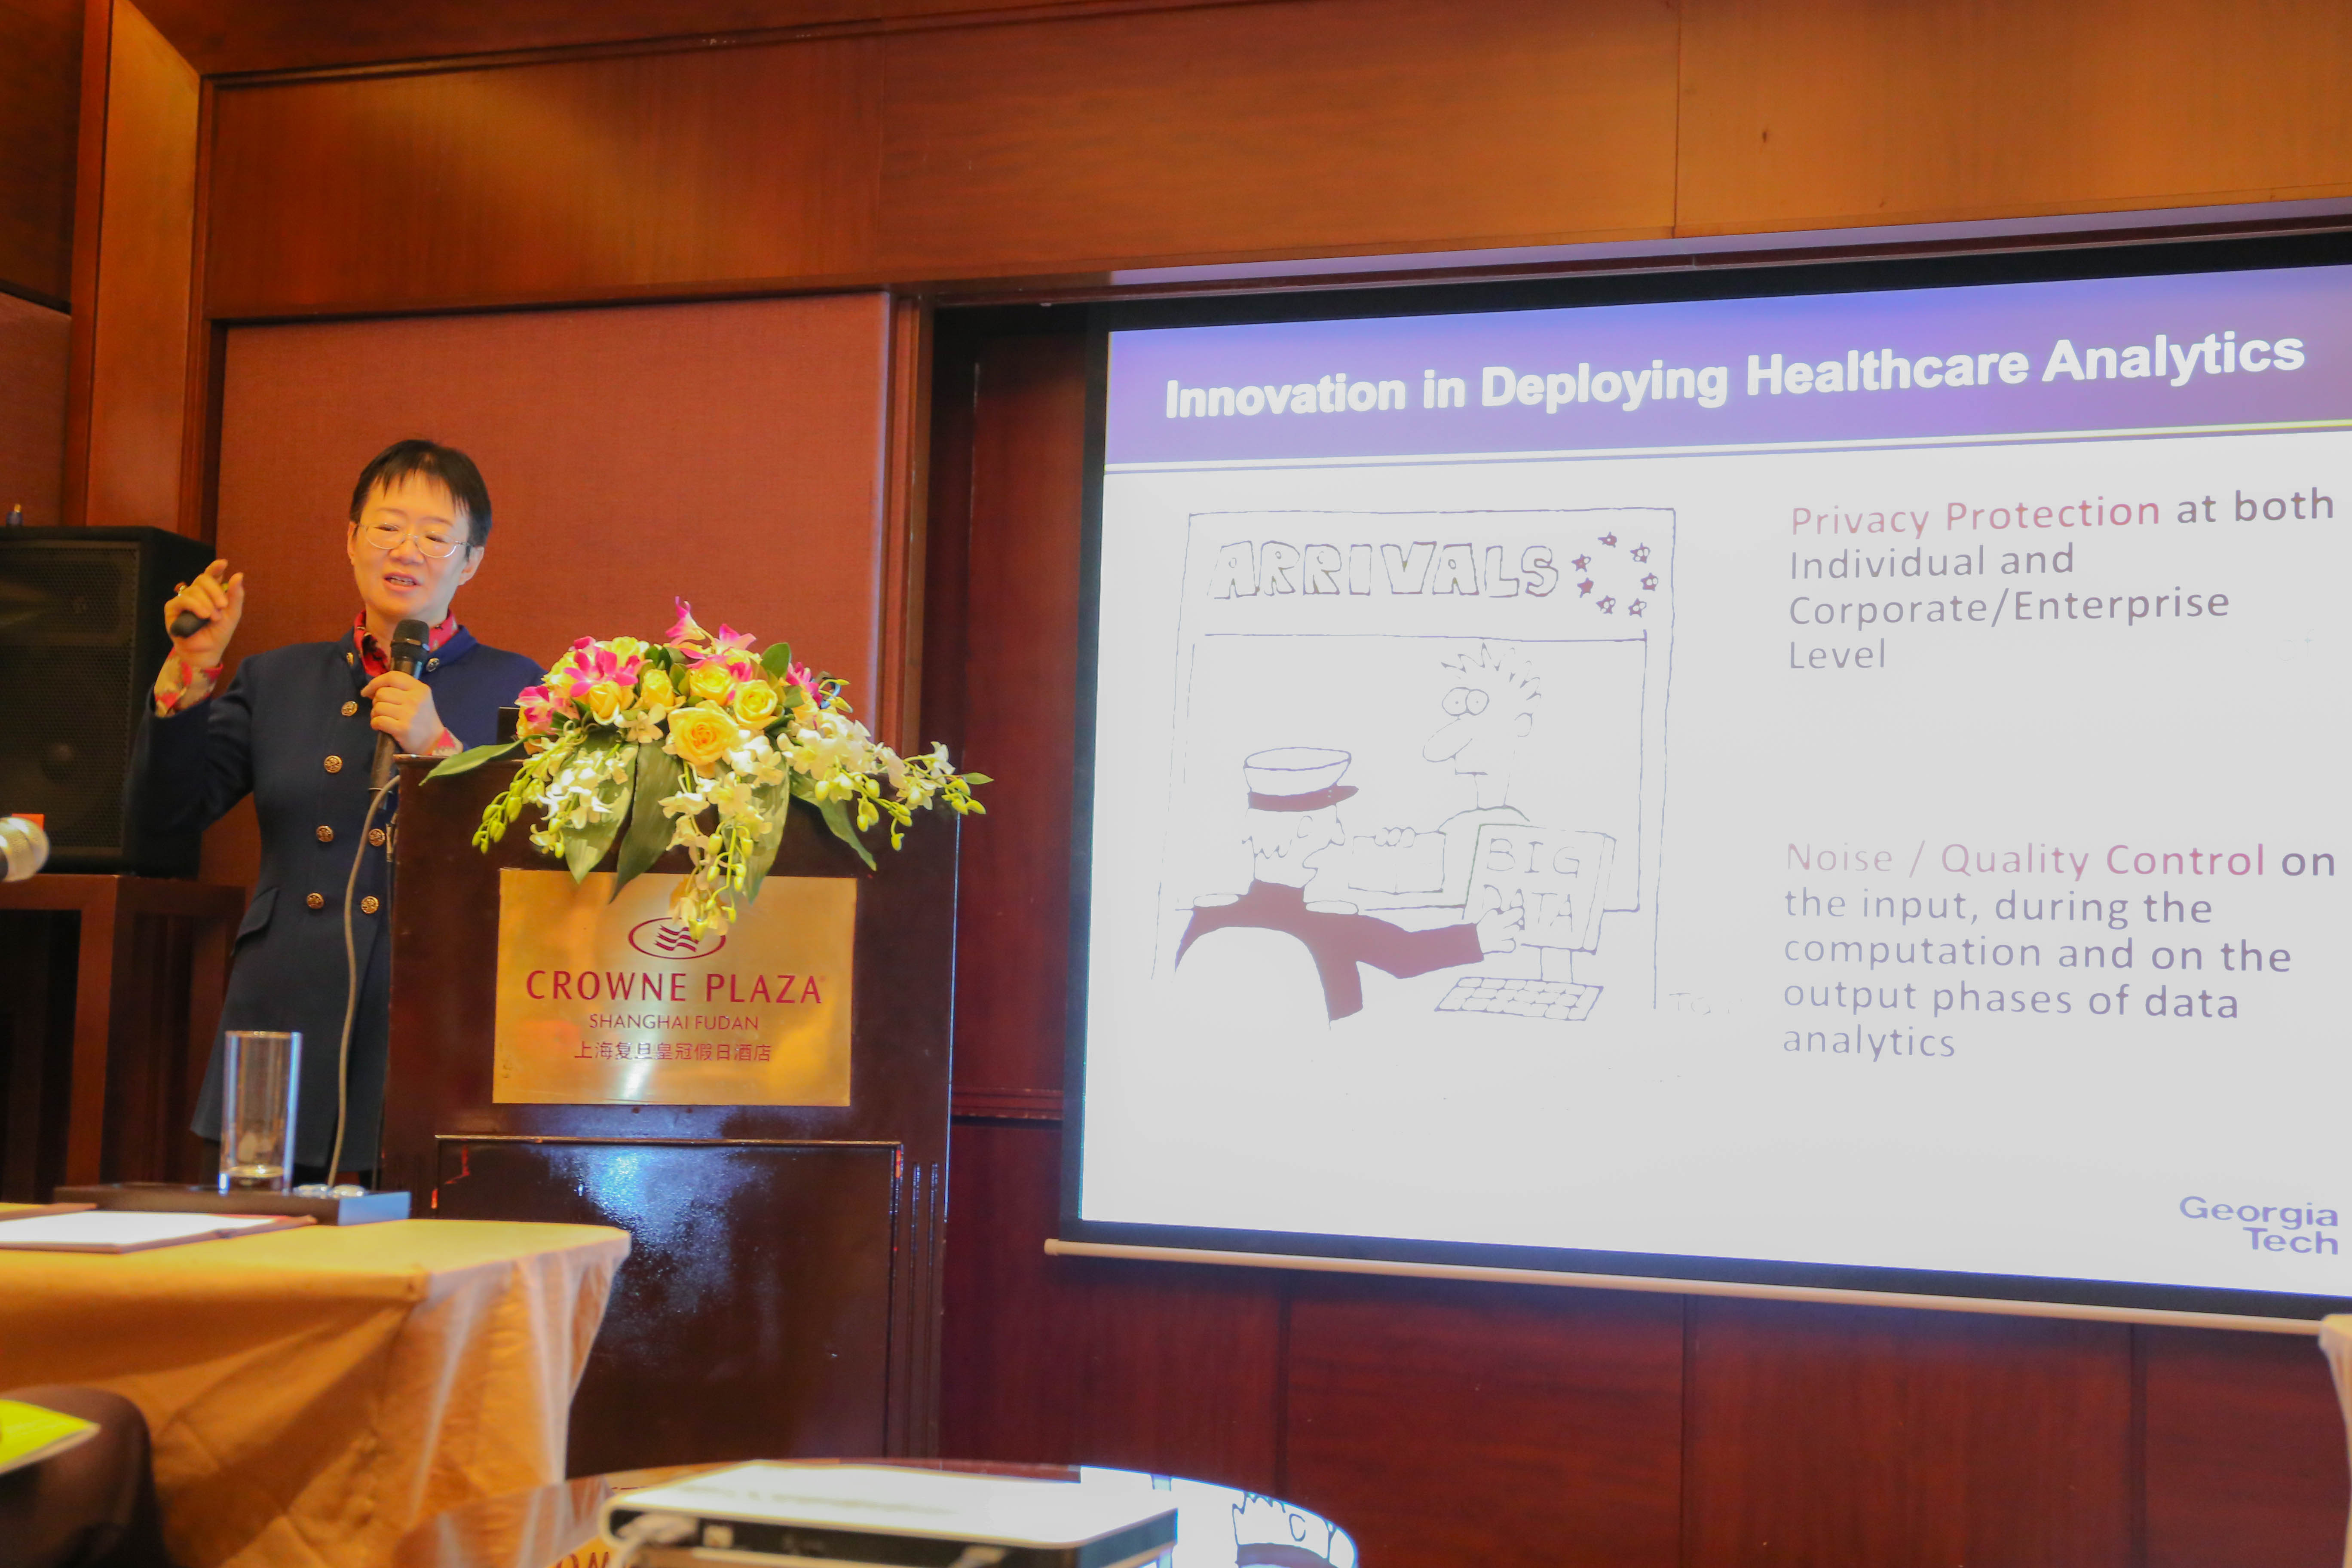 Innovation in Deploying Healthcare Analytics
ARRIVALS
BIG
DATA
Privacy Protection at both
Individual and
Corporate/Enterprise
Level
Noise / Quality Control on
the input, during the
computation and on the
output phases of data
analytics
Georgia
Tech
CROWNE PLAZA
SHANGHAI FUDAN
上海复旦皇冠假日酒店